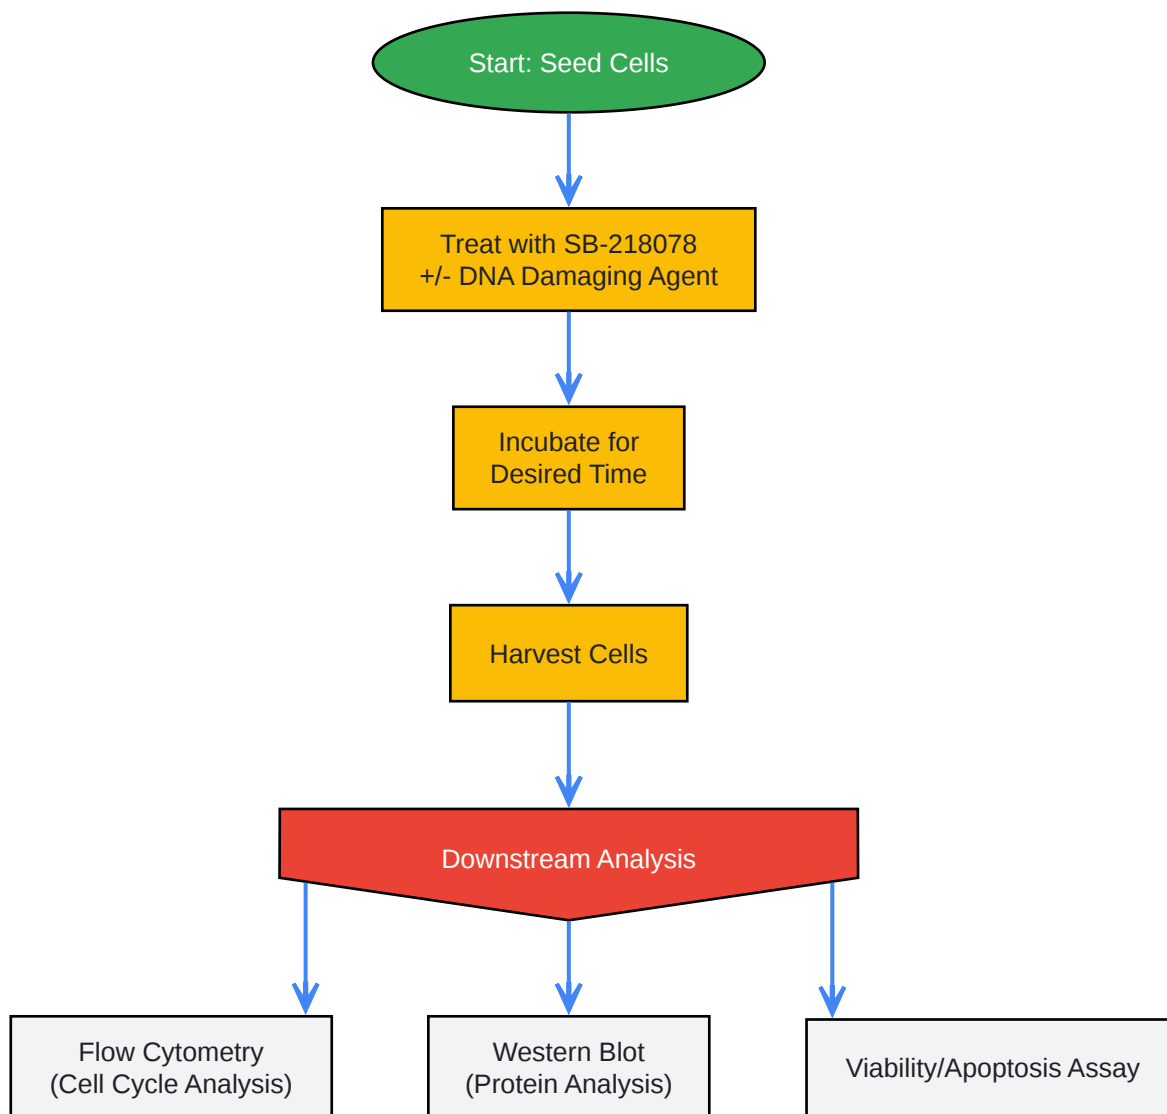 Start: Seed Cells
Treat with SB-218078
+/- DNA Damaging Agent
Incubate for
Desired Time
Harvest Cells
Downstream Analysis
Flow Cytometry
(Cell Cycle Analysis)
Western Blot
(Protein Analysis)
Viability/Apoptosis Assay